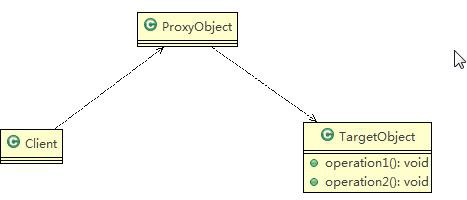 C ProxyObject
C Client
C TargetObject
operation1(): void
operation2(): void